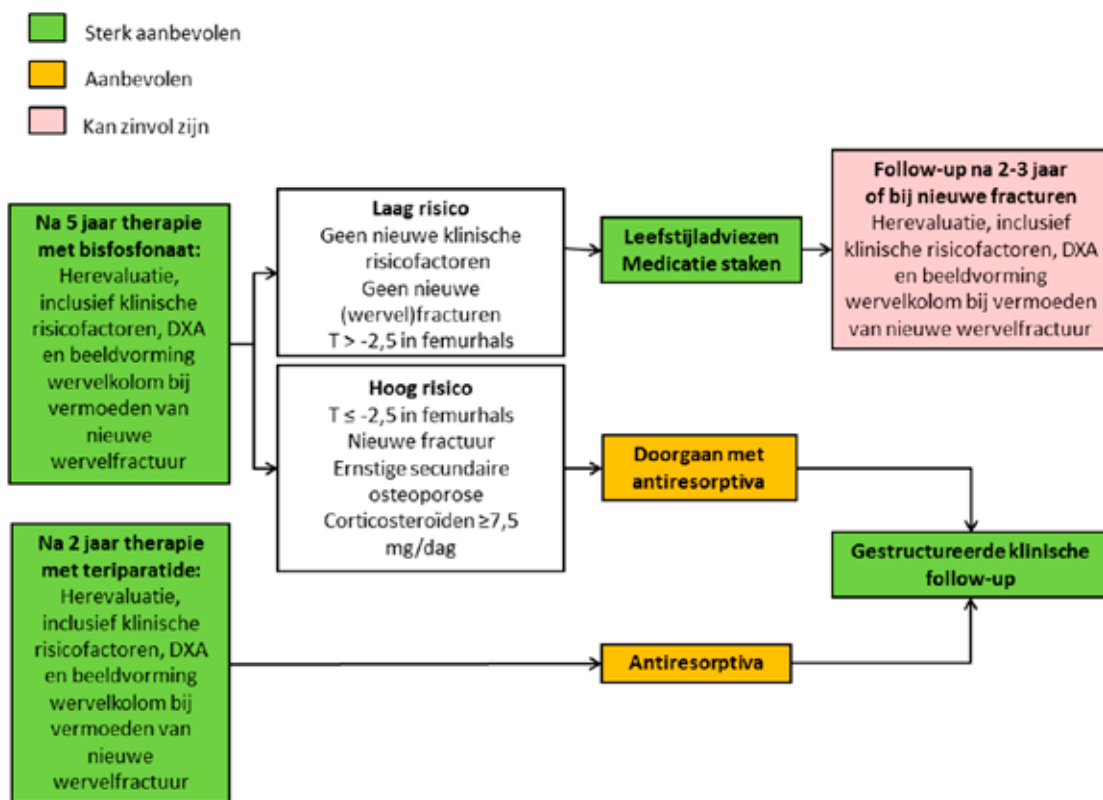 Sterk aanbevolen
Aanbevolen
Kan zinvol zijn
Na 5 jaar therapie
met bisfosfonaat:
Herevaluatie,
inclusief klinische
risicofactoren, DXA
en beeldvorming
wervelkolom bij
vermoeden van
nieuwe
wervelfractuur
Laag risico
Geen nieuwe klinische
risicofactoren
Geen nieuwe
(wervel)fracturen
T > -2,5 in femurhals
Leefstijladviezen
Medicatie staken
Follow-up na 2-3 jaar
of bij nieuwe fracturen
Herevaluatie, inclusief
klinische risicofactoren, DXA
en beeldvorming
wervelkolom bij vermoeden
van nieuwe wervelfractuur
Hoog risico
T ≤ -2,5 in femurhals
Nieuwe fractuur
Ernstige secundaire
osteoporose
Corticosteroïden ≥7,5
mg/dag
Doorgaan met
antiresorptiva
Gestructureerde klinische
follow-up
Na 2 jaar therapie
met teriparatide:
Herevaluatie,
inclusief klinische
risicofactoren, DXA
en beeldvorming
wervelkolom bij
vermoeden van
nieuwe
wervelfractuur
Antiresorptiva